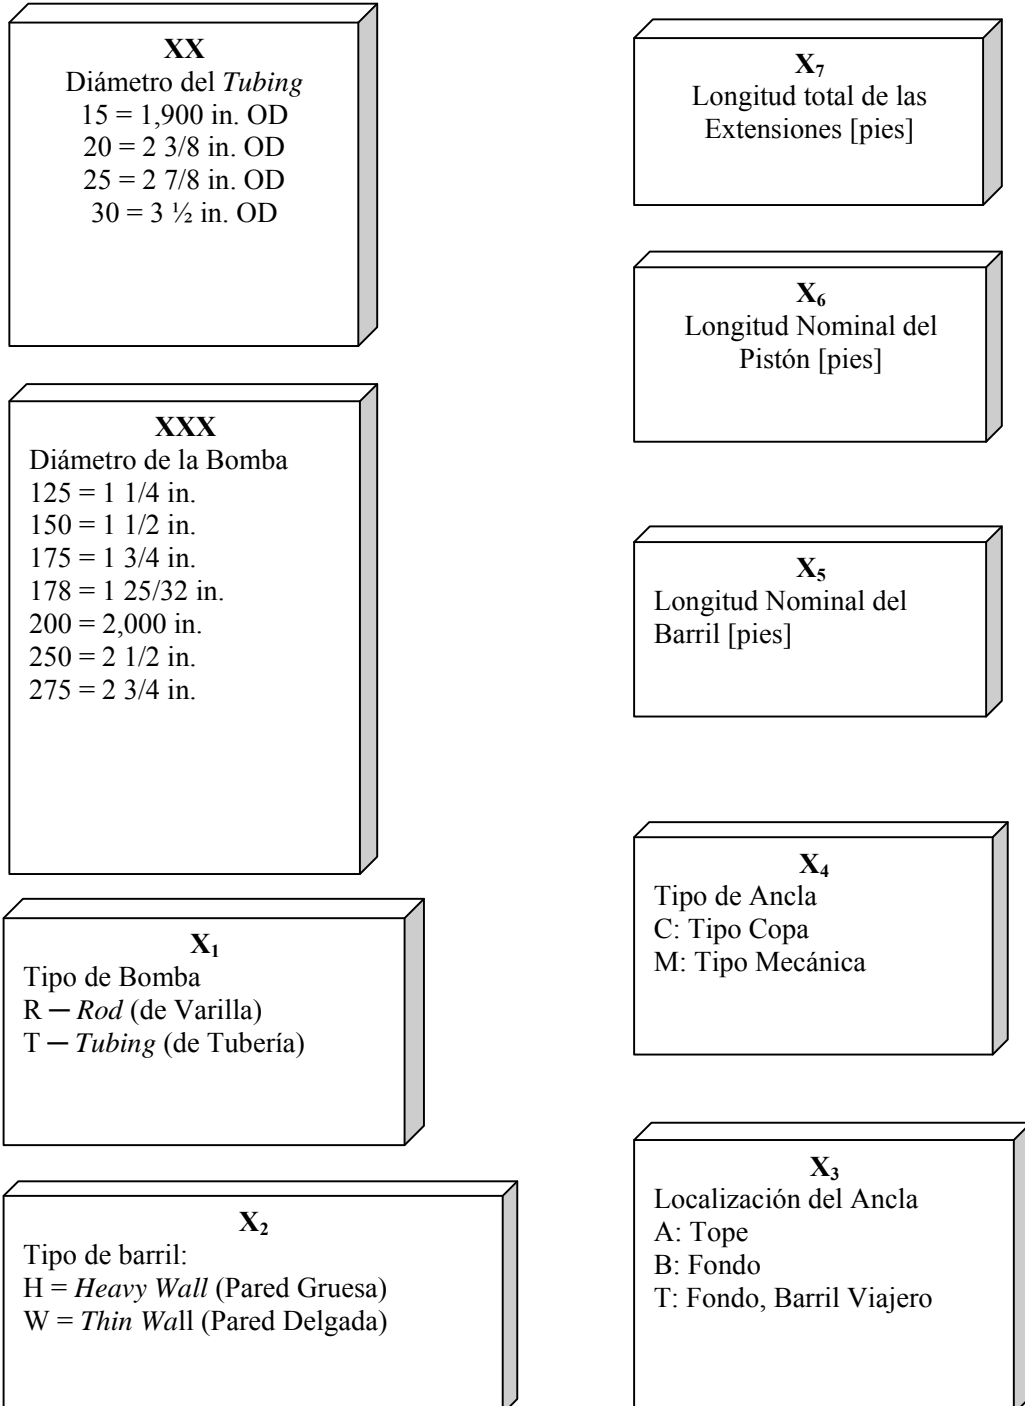 XX
Diámetro del Tubing
15 = 1,900 in. OD
20 = 2 3/8 in. OD
25 = 2 7/8 in. OD
30 = 3 ½ in. OD
XXX
Diámetro de la Bomba
125 = 1 1/4 in.
150 = 1 1/2 in.
175 = 1 3/4 in.
178 = 1 25/32 in.
200 = 2,000 in.
250 = 2 1/2 in.
275 = 2 3/4 in.
X₁
Tipo de Bomba
R — Rod (de Varilla)
T — Tubing (de Tubería)
X₂
Tipo de barril:
H = Heavy Wall (Pared Gruesa)
W = Thin Wall (Pared Delgada)
X₇
Longitud total de las
Extensiones [pies]
X₆
Longitud Nominal del
Pistón [pies]
X₅
Longitud Nominal del
Barril [pies]
X₄
Tipo de Ancla
C: Tipo Copa
M: Tipo Mecánica
X₃
Localización del Ancla
A: Tope
B: Fondo
T: Fondo, Barril Viajero